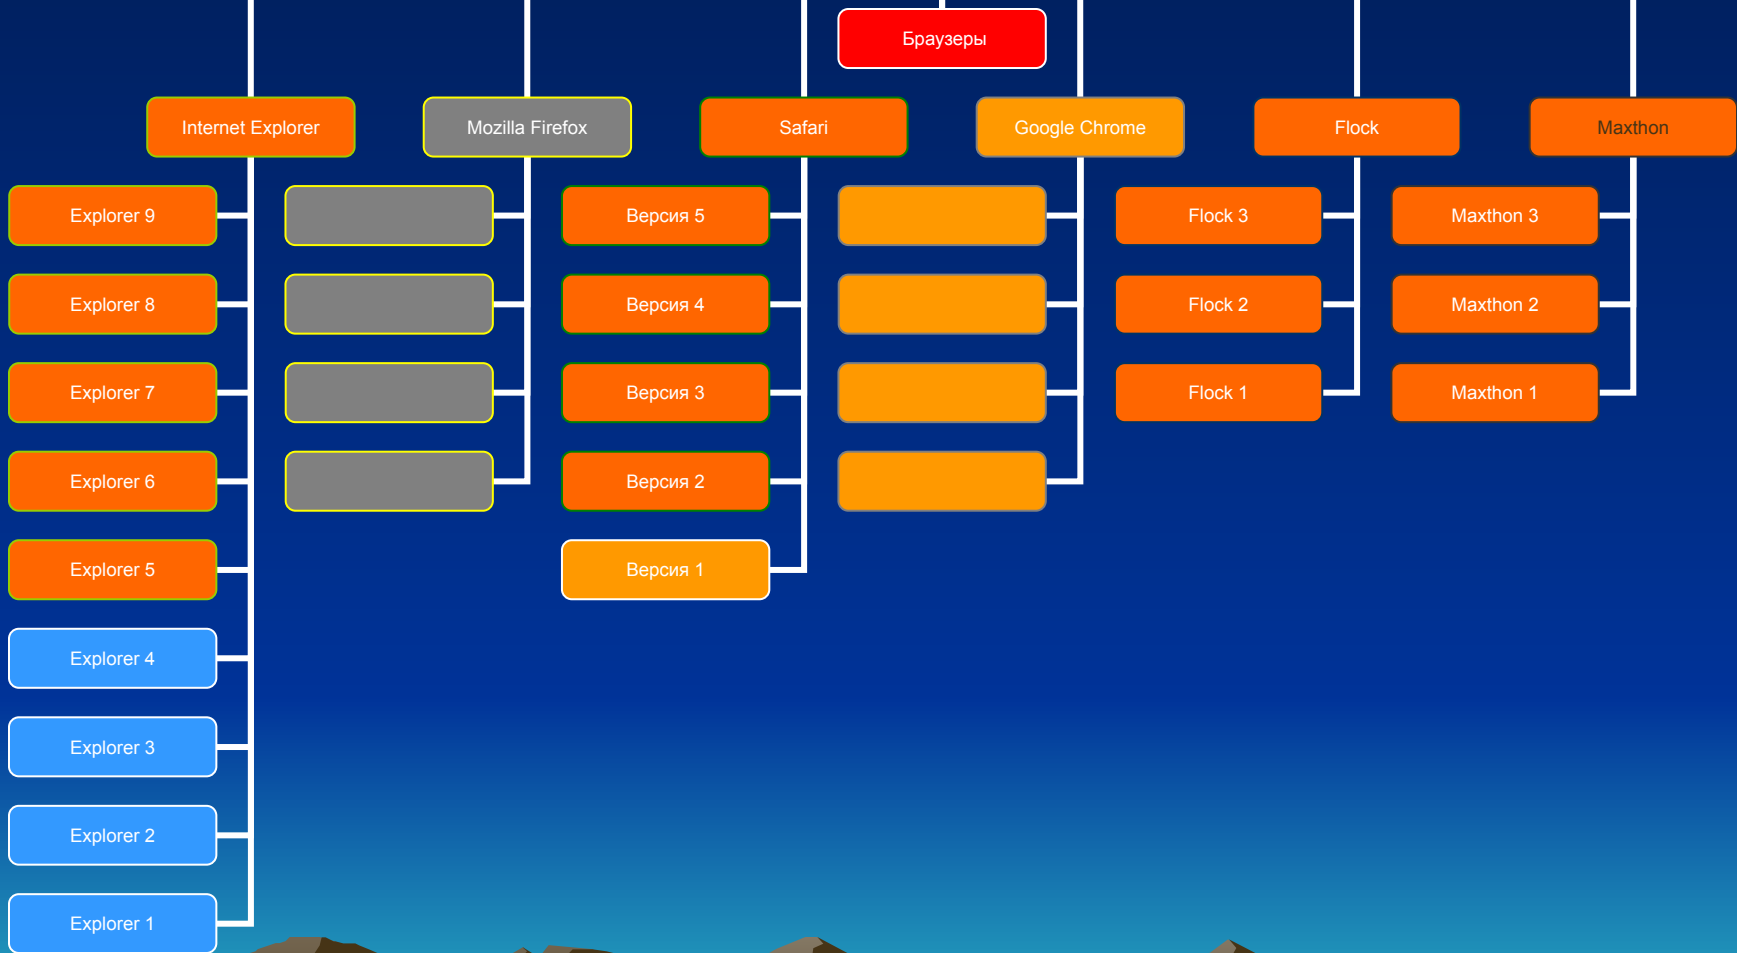 Браузеры
Internet Explorer
Mozilla Firefox
Safari
Google Chrome
Flock
Maxthon
Explorer 9
Версия 5
Flock 3
Maxthon 3
Explorer 8
Версия 4
Flock 2
Maxthon 2
Explorer 7
Версия 3
Flock 1
Maxthon 1
Explorer 6
Версия 2
Explorer 5
Версия 1
Explorer 4
Explorer 3
Explorer 2
Explorer 1